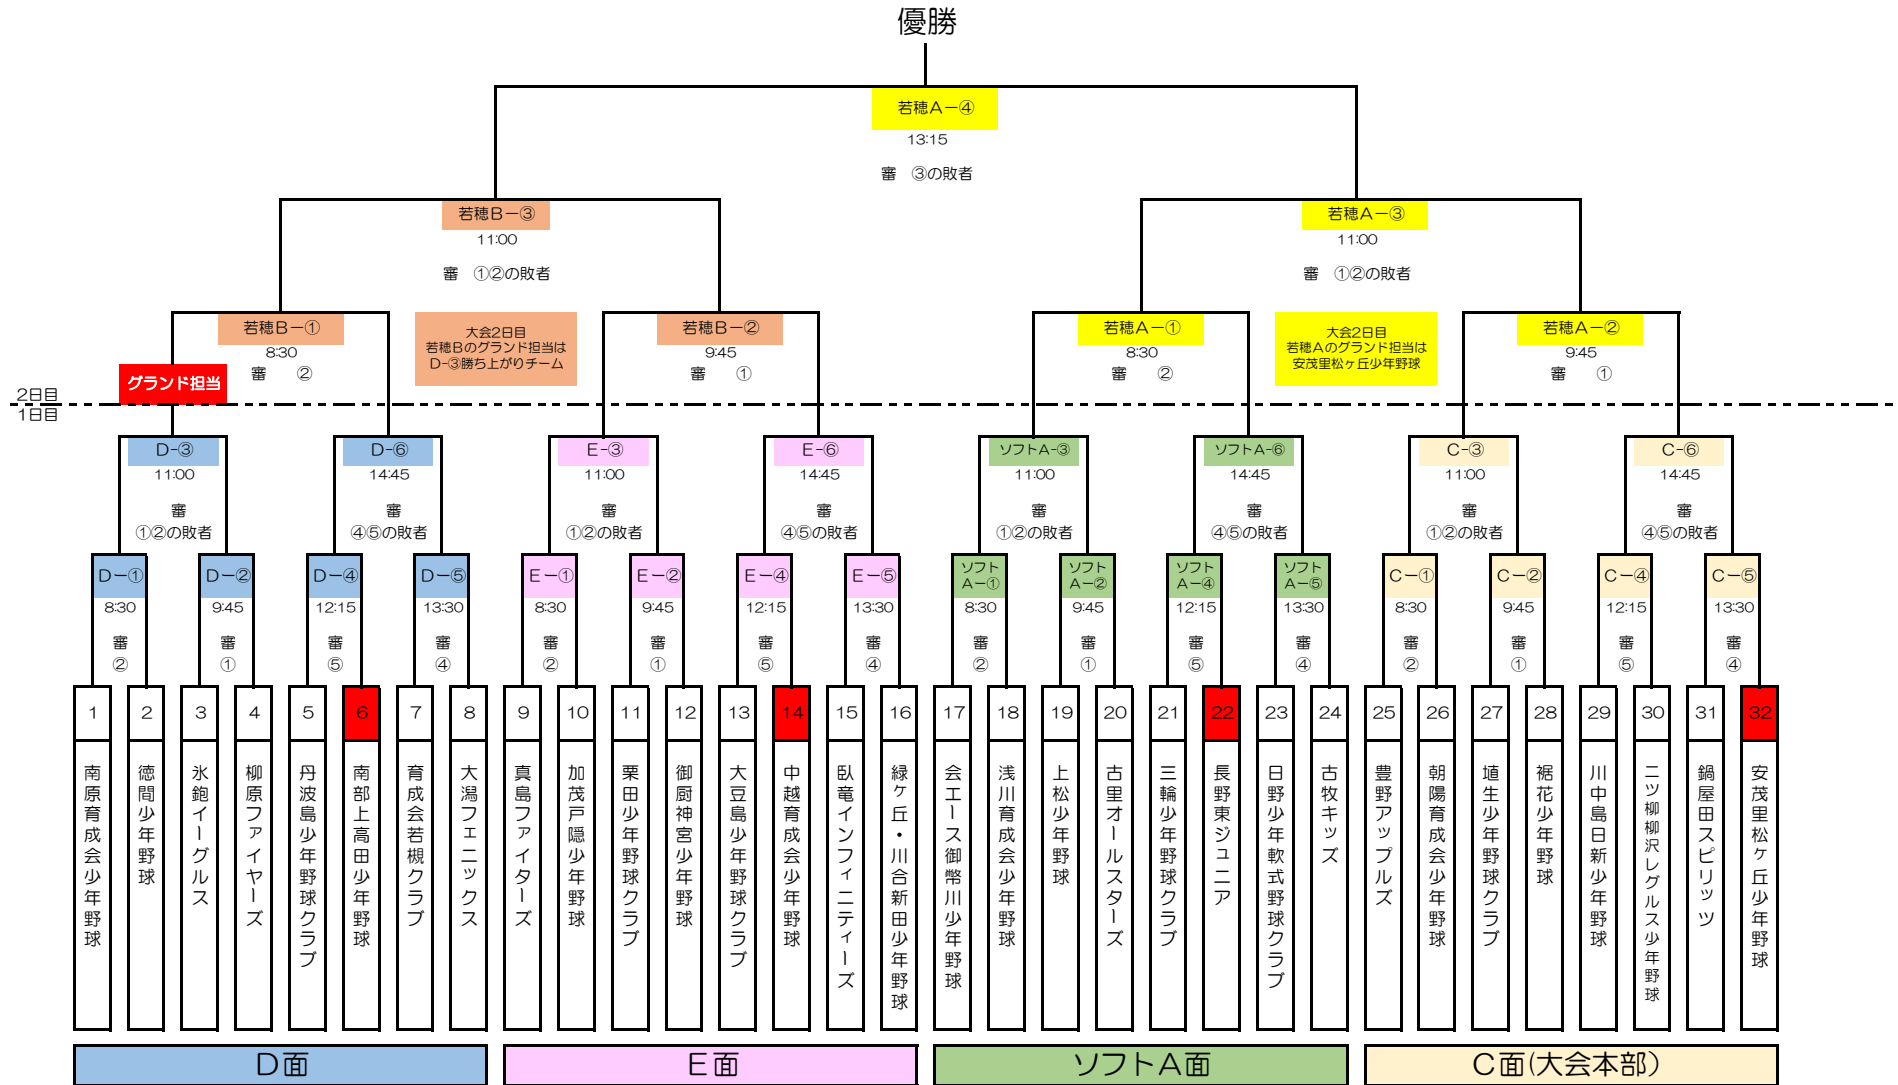 優勝
若穂A－④
13:15
審　③の敗者
若穂B－③
11:00
審　①②の敗者
若穂A－③
11:00
審　①②の敗者
若穂B－①
8:30
審　②
大会2日目
若穂Bのグランド担当は
D-③勝ち上がりチーム
若穂B－②
9:45
審　①
若穂A－①
8:30
審　②
大会2日目
若穂Aのグランド担当は
安茂里松ヶ丘少年野球
若穂A－②
9:45
審　①
グランド担当
2日目
1日目
D-③
11:00
審
①②の敗者
D-⑥
14:45
審
④⑤の敗者
E-③
11:00
審
①②の敗者
E-⑥
14:45
審
④⑤の敗者
ソフトA-③
11:00
審
①②の敗者
ソフトA-⑥
14:45
審
④⑤の敗者
C-③
11:00
審
①②の敗者
C-⑥
14:45
審
④⑤の敗者
D－①
8:30
審
②
D－②
9:45
審
①
D－④
12:15
審
⑤
D－⑤
13:30
審
④
E－①
8:30
審
②
E－②
9:45
審
①
E－④
12:15
審
⑤
E－⑤
13:30
審
④
ソフト
A－①
8:30
審
②
ソフト
A－②
9:45
審
①
ソフト
A－④
12:15
審
⑤
ソフト
A－⑤
13:30
審
④
C－①
8:30
審
②
C－②
9:45
審
①
C－④
12:15
審
⑤
C－⑤
13:30
審
④
1
南原育成会少年野球
2
徳間少年野球
3
氷鉋イーグルス
4
柳原ファイヤーズ
5
丹波島少年野球クラブ
6
南部上高田少年野球
7
育成会若槻クラブ
8
大潟フェニックス
9
真島ファイターズ
10
加茂戸隠少年野球
11
栗田少年野球クラブ
12
御厨神宮少年野球
13
大豆島少年野球クラブ
14
中越育成会少年野球
15
臥竜インフィニティーズ
16
緑ヶ丘・川合新田少年野球
17
会エース御幣川少年野球
18
浅川育成会少年野球
19
上松少年野球
20
古里オールスターズ
21
三輪少年野球クラブ
22
長野東ジュニア
23
日野少年軟式野球クラブ
24
古牧キッズ
25
豊野アップルズ
26
朝陽育成会少年野球
27
埴生少年野球クラブ
28
裾花少年野球
29
川中島日新少年野球
30
二ツ柳柳沢レグルス少年野球
31
鍋屋田スピリッツ
32
安茂里松ヶ丘少年野球
D面
E面
ソフトA面
C面(大会本部）